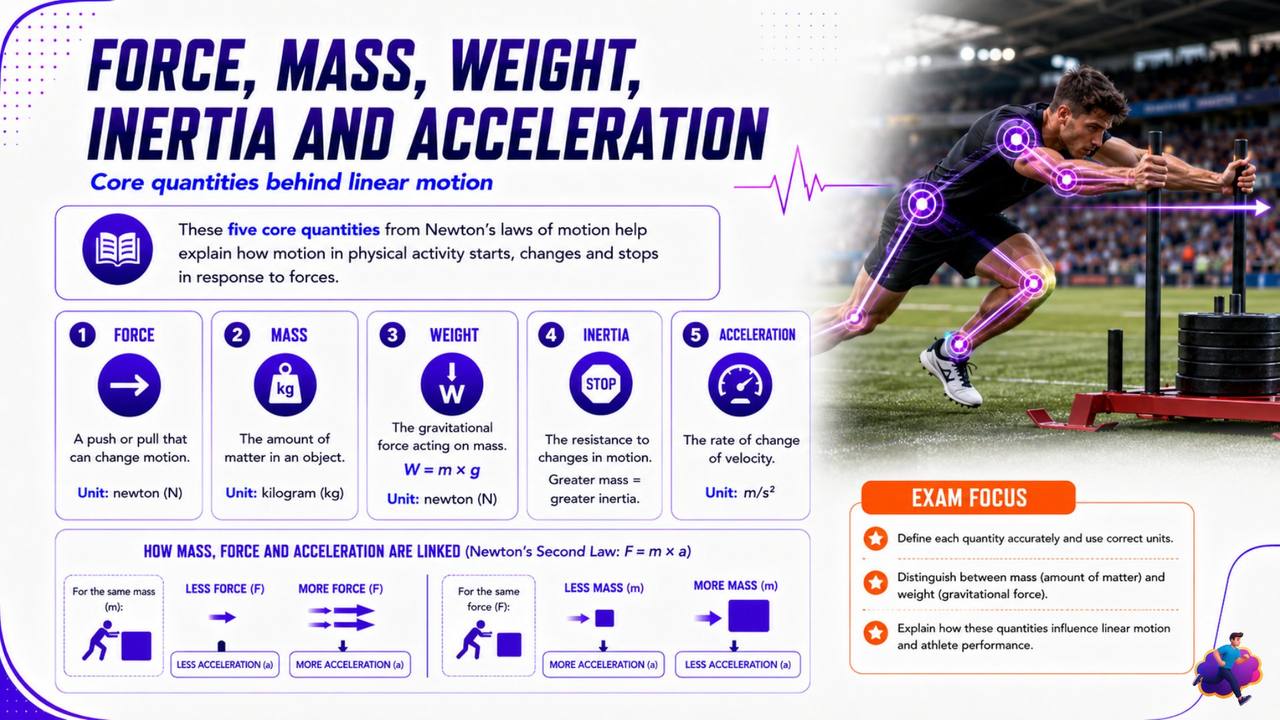 FORCE, MASS, WEIGHT,
INERTIA AND ACCELERATION
Core quantities behind linear motion
These five core quantities from Newton's laws of motion help
explain how motion in physical activity starts, changes and stops
in response to forces.
1 FORCE
A push or pull that
can change motion.
Unit: newton (N)
2 MASS
kg
The amount of
matter in an object.
Unit: kilogram (kg)
3 WEIGHT
W
The gravitational
force acting on mass.
W = m × g
Unit: newton (N)
4 INERTIA
STOP
The resistance to
changes in motion.
Greater mass =
greater inertia.
5 ACCELERATION
The rate of change
of velocity.
Unit: m/s²
HOW MASS, FORCE AND ACCELERATION ARE LINKED (Newton's Second Law: F = m × a)
For the same mass
(m):
LESS FORCE (F)
LESS ACCELERATION (a)
MORE FORCE (F)
MORE ACCELERATION (a)
For the same
force (F):
LESS MASS (m)
MORE ACCELERATION (a)
MORE MASS (m)
LESS ACCELERATION (a)
EXAM FOCUS
Define each quantity accurately and use correct units.
Distinguish between mass (amount of matter) and
weight (gravitational force).
Explain how these quantities influence linear motion
and athlete performance.